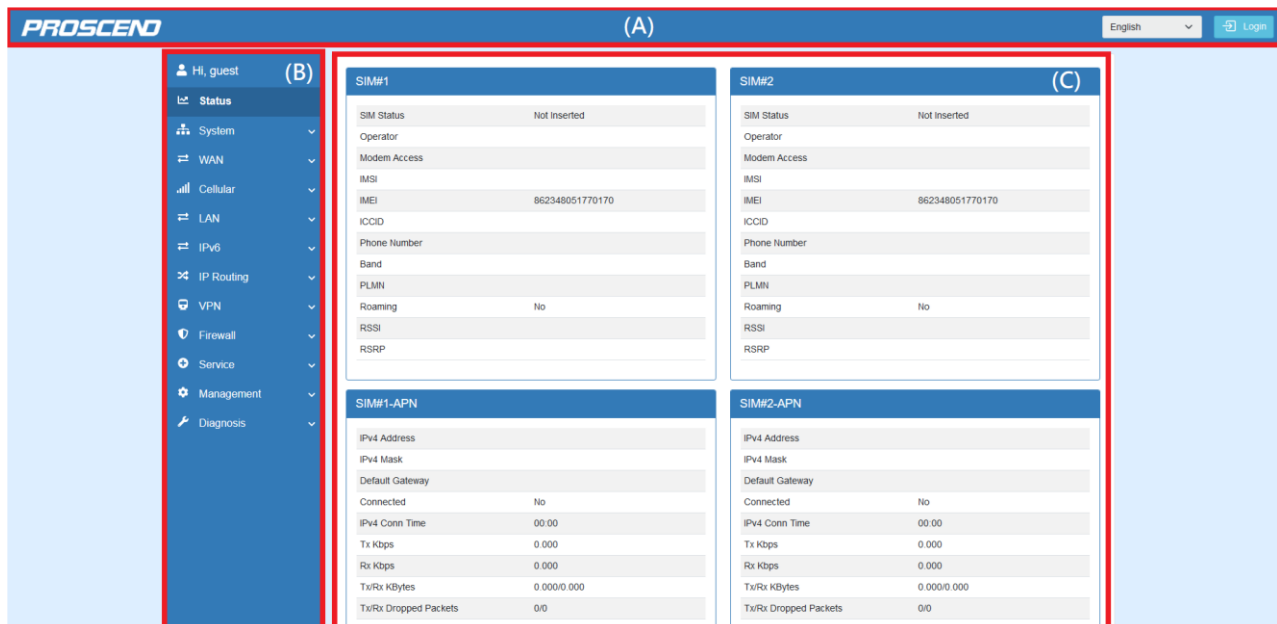 PROSCEND (A) English Login
Hi, guest (B)
Status
System
WAN
Cellular
LAN
IPv6
IP Routing
VPN
Firewall
Service
Management
Diagnosis
(C)
SIM#1
SIM Status Not Inserted
Operator
Modem Access
IMSI
IMEI 862348051770170
ICCID
Phone Number
Band
PLMN
Roaming No
RSSI
RSRP
SIM#2
SIM Status Not Inserted
Operator
Modem Access
IMSI
IMEI 862348051770170
ICCID
Phone Number
Band
PLMN
Roaming No
RSSI
RSRP
SIM#1-APN
IPv4 Address
IPv4 Mask
Default Gateway
Connected No
IPv4 Conn Time 00:00
Tx Kbps 0.000
Rx Kbps 0.000
Tx/Rx KBytes 0.000/0.000
Tx/Rx Dropped Packets 0/0
SIM#2-APN
IPv4 Address
IPv4 Mask
Default Gateway
Connected No
IPv4 Conn Time 00:00
Tx Kbps 0.000
Rx Kbps 0.000
Tx/Rx KBytes 0.000/0.000
Tx/Rx Dropped Packets 0/0